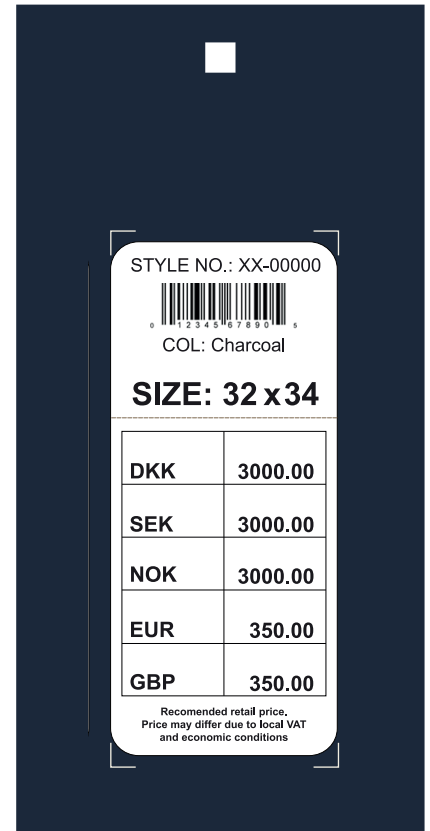 STYLE NO.: XX-00000
0 12345 67890 5
COL: Charcoal
SIZE: 32 x 34
DKK 3000.00
SEK 3000.00
NOK 3000.00
EUR 350.00
GBP 350.00
Recomended retail price.
Price may differ due to local VAT
and economic conditions